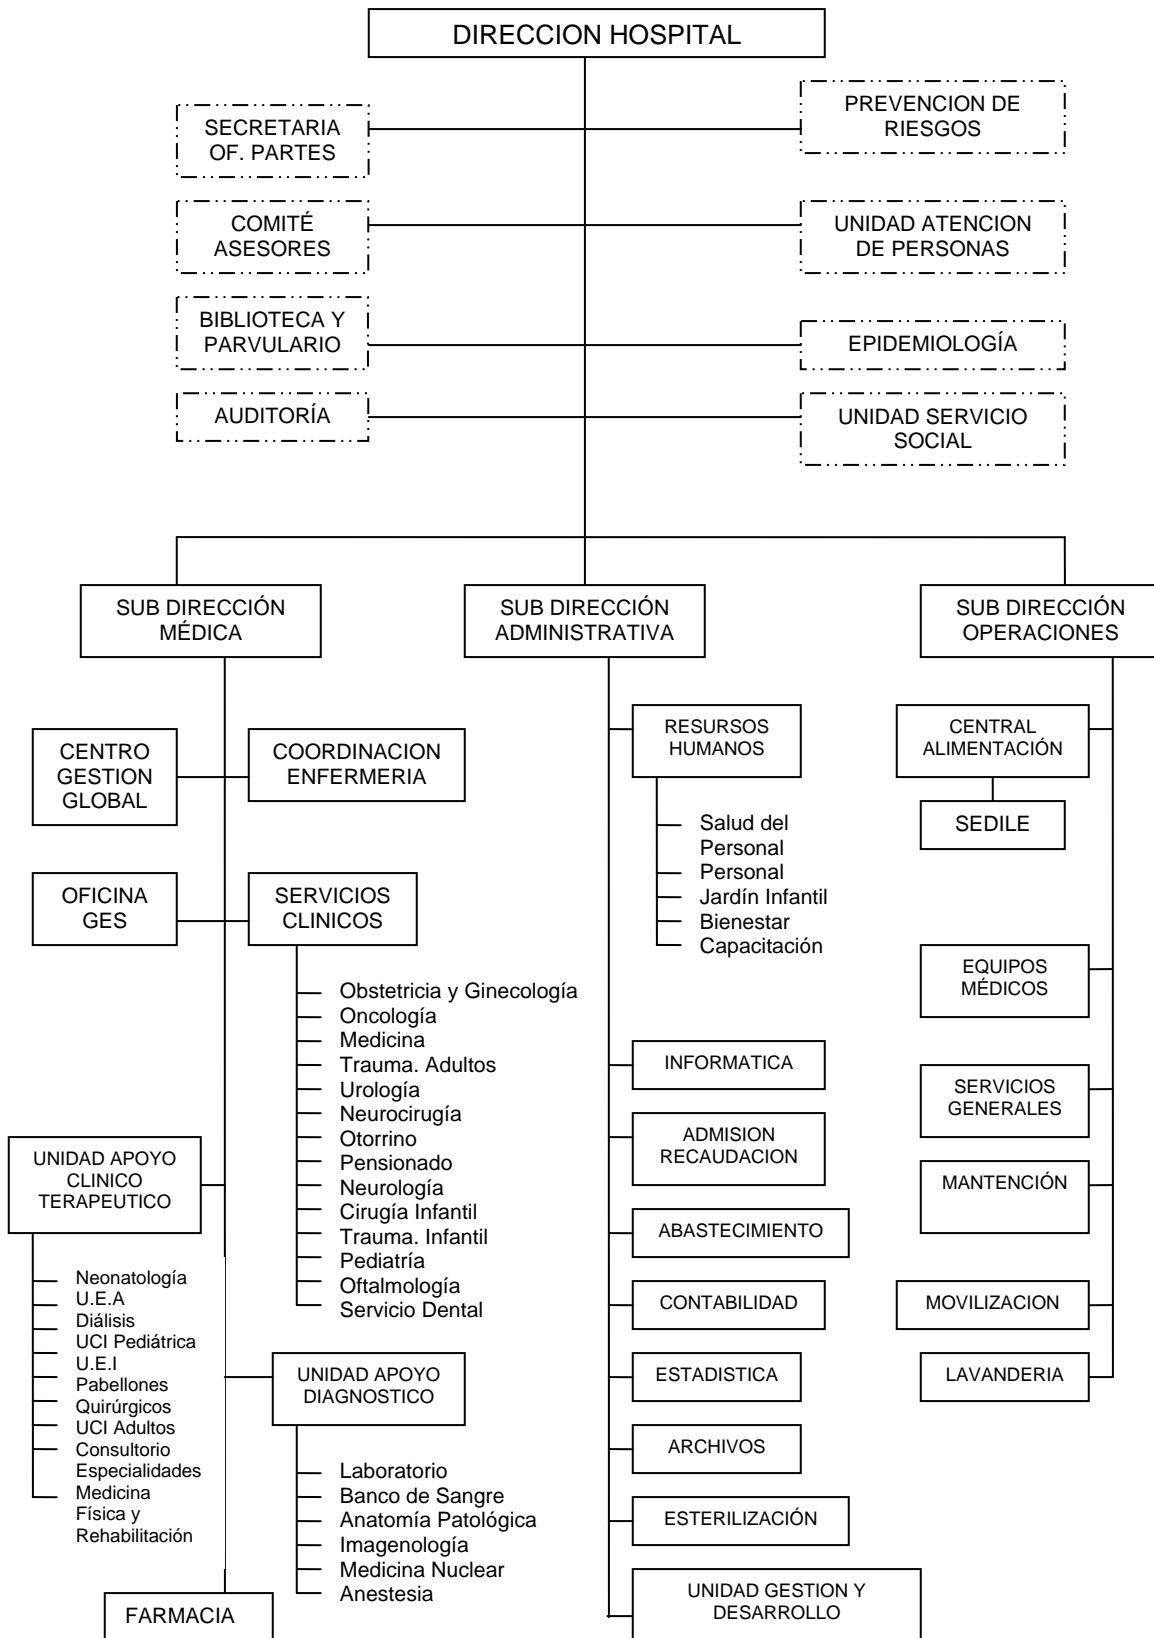 DIRECCION HOSPITAL
SECRETARIA
OF. PARTES
PREVENCION DE
RIESGOS
COMITÉ
ASESORES
UNIDAD ATENCION
DE PERSONAS
BIBLIOTECA Y
PARVULARIO
EPIDEMIOLOGÍA
AUDITORÍA
UNIDAD SERVICIO
SOCIAL
SUB DIRECCIÓN
MÉDICA
SUB DIRECCIÓN
ADMINISTRATIVA
SUB DIRECCIÓN
OPERACIONES
CENTRO
GESTION
GLOBAL
COORDINACION
ENFERMERIA
OFICINA
GES
SERVICIOS
CLINICOS
Obstetricia y Ginecología
Oncología
Medicina
Trauma. Adultos
Urología
Neurocirugía
Otorrino
Pensionado
Neurología
Cirugía Infantil
Trauma. Infantil
Pediatría
Oftalmología
Servicio Dental
UNIDAD APOYO
CLINICO
TERAPEUTICO
Neonatología
U.E.A
Diálisis
UCI Pediátrica
U.E.I
Pabellones
Quirúrgicos
UCI Adultos
Consultorio
Especialidades
Medicina
Física y
Rehabilitación
UNIDAD APOYO
DIAGNOSTICO
Laboratorio
Banco de Sangre
Anatomía Patológica
Imagenología
Medicina Nuclear
Anestesia
FARMACIA
RESURSOS
HUMANOS
Salud del
Personal
Personal
Jardín Infantil
Bienestar
Capacitación
INFORMATICA
ADMISION
RECAUDACION
ABASTECIMIENTO
CONTABILIDAD
ESTADISTICA
ARCHIVOS
ESTERILIZACIÓN
UNIDAD GESTION Y
DESARROLLO
CENTRAL
ALIMENTACIÓN
SEDILE
EQUIPOS
MÉDICOS
SERVICIOS
GENERALES
MANTENCIÓN
MOVILIZACION
LAVANDERIA